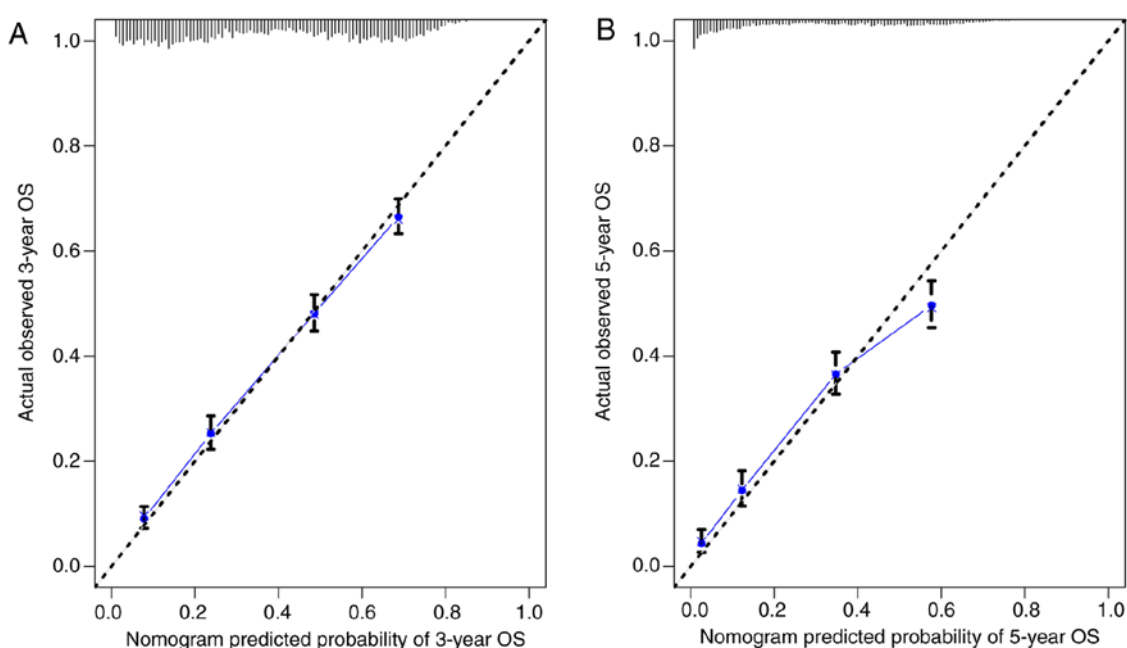 A
1.0
0.8
0.6
0.4
0.2
0.0
Actual observed 3-year OS
0.0 0.2 0.4 0.6 0.8 1.0
Nomogram predicted probability of 3-year OS
B
1.0
0.8
0.6
0.4
0.2
0.0
Actual observed 5-year OS
0.0 0.2 0.4 0.6 0.8 1.0
Nomogram predicted probability of 5-year OS